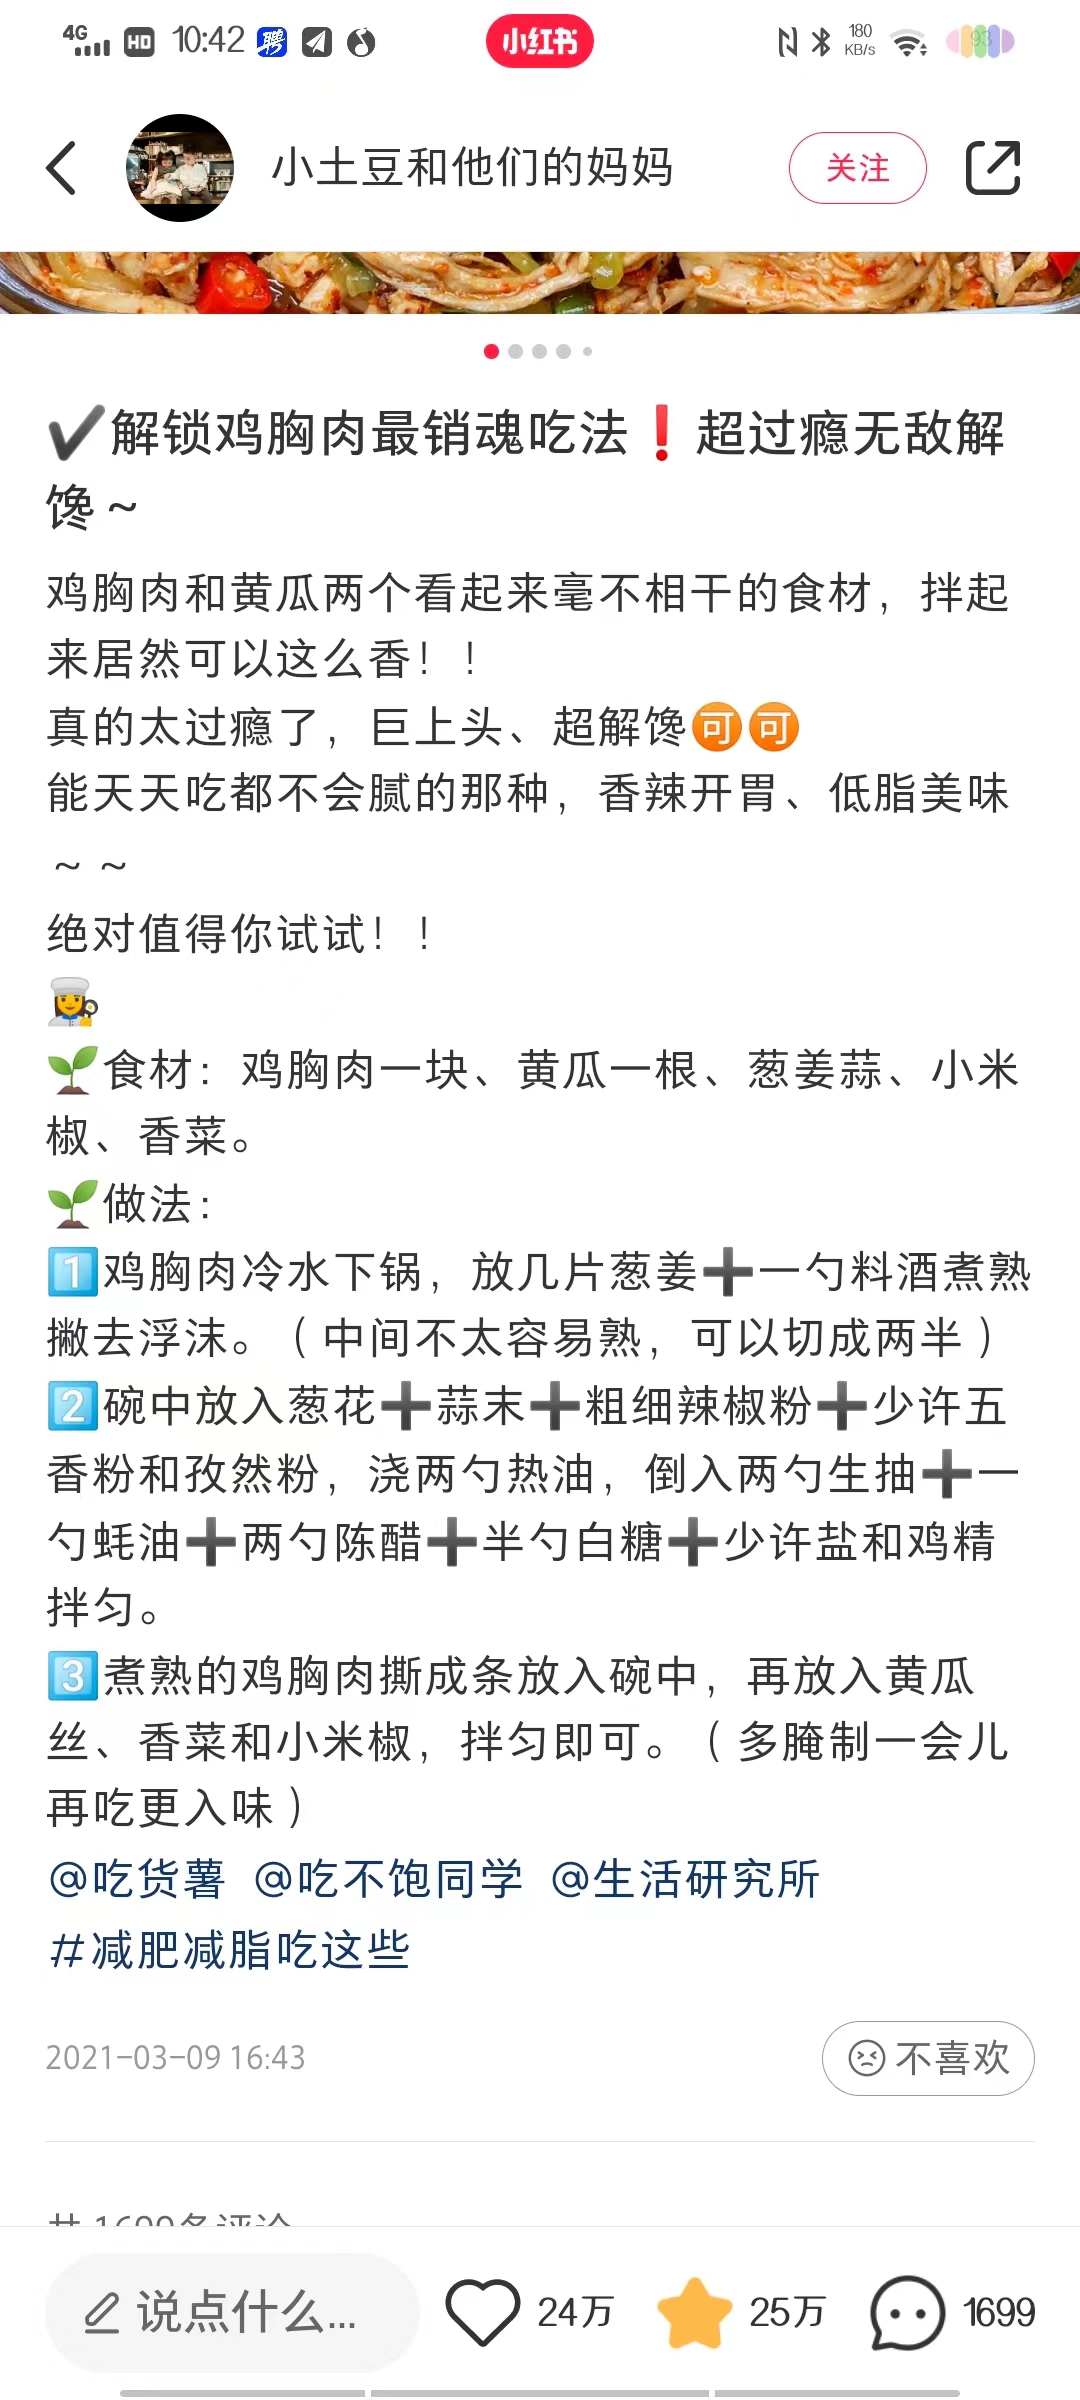 4G HD 10:42 聘 小红书 180 KB/s 93
小土豆和他们的妈妈 关注
✔️解锁鸡胸肉最销魂吃法❗超过瘾无敌解
馋～
鸡胸肉和黄瓜两个看起来毫不相干的食材，拌起
来居然可以这么香！！
真的太过瘾了，巨上头、超解馋🉑🉑
能天天吃都不会腻的那种，香辣开胃、低脂美味
～～
绝对值得你试试！！
👩‍🍳
🌱食材：鸡胸肉一块、黄瓜一根、葱姜蒜、小米
椒、香菜。
🌱做法：
1️⃣鸡胸肉冷水下锅，放几片葱姜➕一勺料酒煮熟
撇去浮沫。（中间不太容易熟，可以切成两半）
2️⃣碗中放入葱花➕蒜末➕粗细辣椒粉➕少许五
香粉和孜然粉，浇两勺热油，倒入两勺生抽➕一
勺蚝油➕两勺陈醋➕半勺白糖➕少许盐和鸡精
拌匀。
3️⃣煮熟的鸡胸肉撕成条放入碗中，再放入黄瓜
丝、香菜和小米椒，拌匀即可。（多腌制一会儿
再吃更入味）
@吃货薯 @吃不饱同学 @生活研究所
#减肥减脂吃这些
2021-03-09 16:43 不喜欢
共 1699条评论
说点什么... 24万 25万 1699